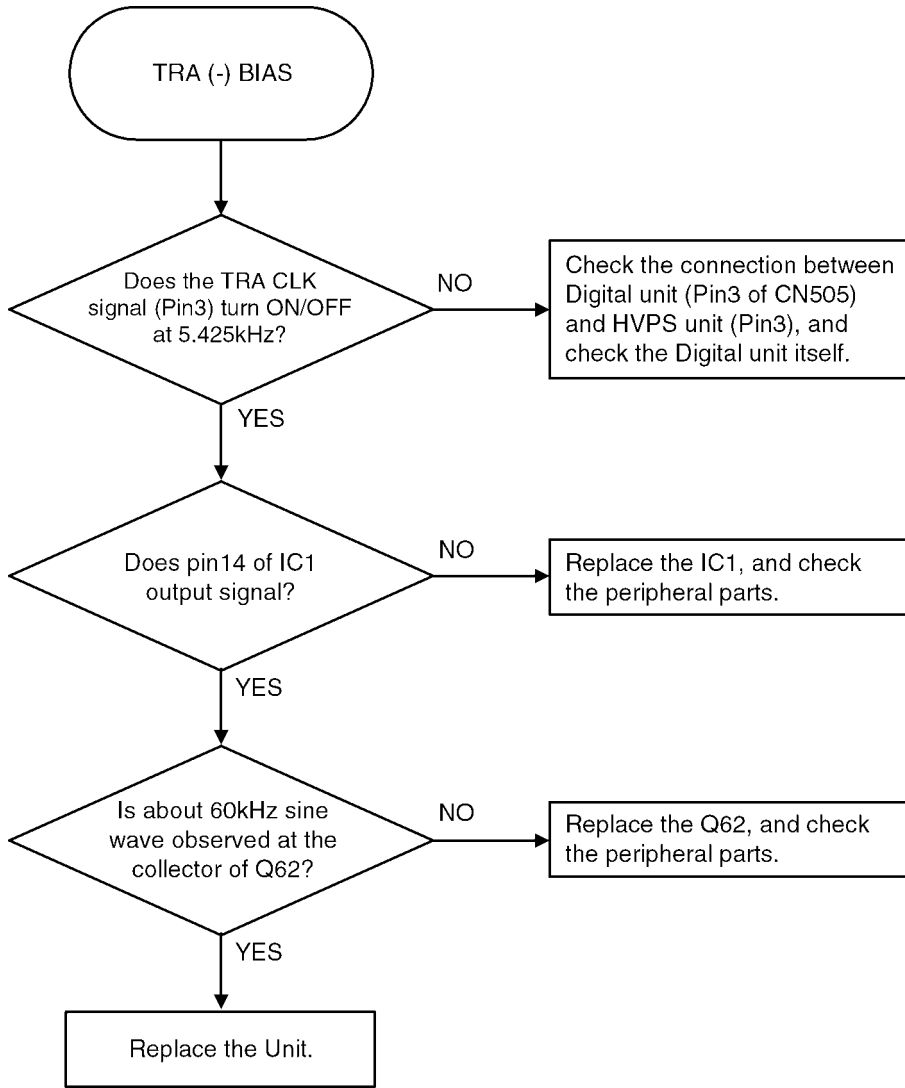 TRA (-) BIAS
Does the TRA CLK
signal (Pin3) turn ON/OFF
at 5.425kHz?
NO
Check the connection between
Digital unit (Pin3 of CN505)
and HVPS unit (Pin3), and
check the Digital unit itself.
YES
Does pin14 of IC1
output signal?
NO
Replace the IC1, and check
the peripheral parts.
YES
Is about 60kHz sine
wave observed at the
collector of Q62?
NO
Replace the Q62, and check
the peripheral parts.
YES
Replace the Unit.